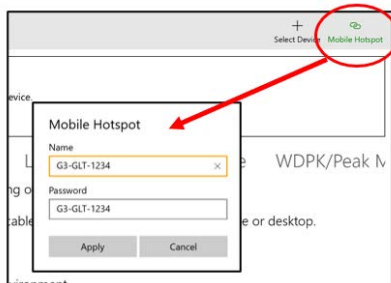 Select Device Mobile Hotspot
evice.
Mobile Hotspot
Name
G3-GLT-1234
WDPK/Peak
Password
ng o
G3-GLT-1234
e or desktop.
Apply Cancel